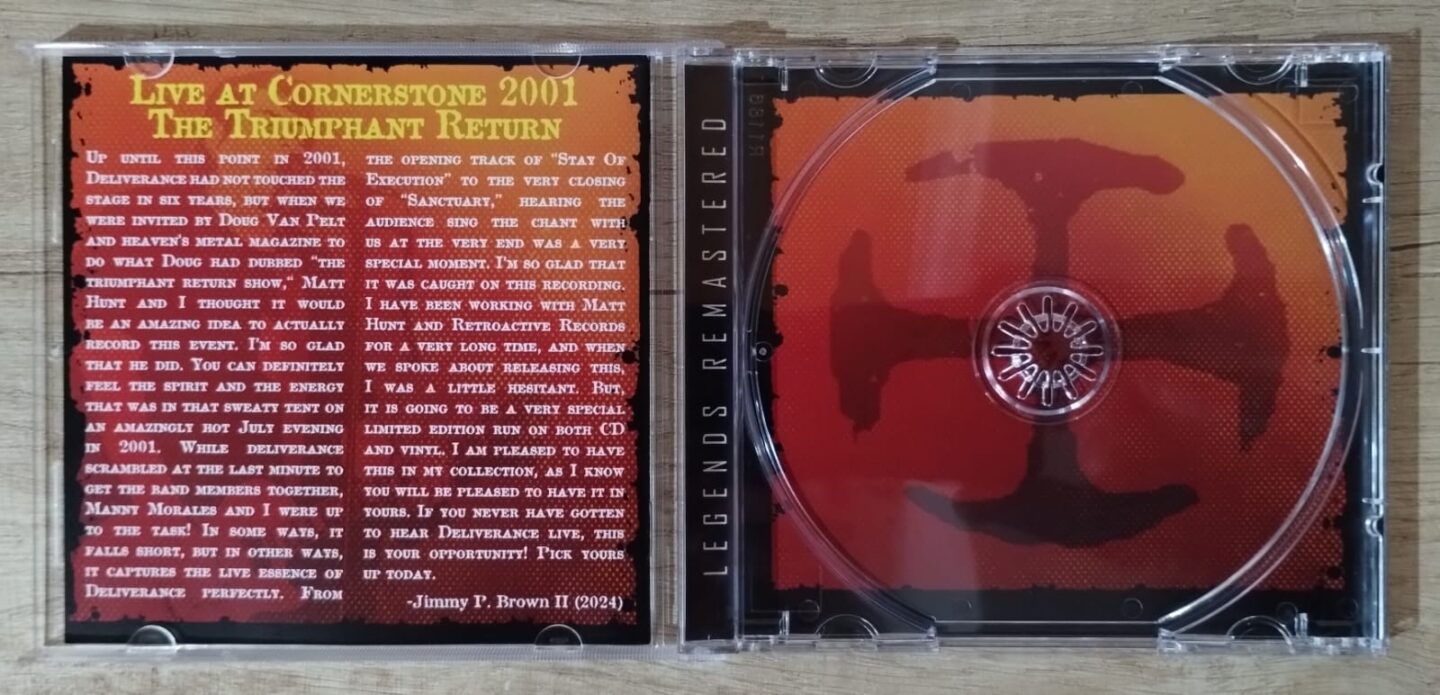 Live at Cornerstone 2001
The Triumphant Return
Up until this point in 2001,
Deliverance had not touched the
stage in six years, but when we
were invited by Doug Van Pelt
and heaven's metal magazine to
do what Doug had dubbed "the
triumphant return show," Matt
Hunt and I thought it would
be an amazing idea to actually
record this event. I'm so glad
that he did. You can definitely
feel the spirit and the energy
that was in that sweaty tent on
an amazingly hot July evening
in 2001. While deliverance
scrambled at the last minute to
get the band members together,
Manny Morales and I were up
to the task! In some ways, it
falls short, but in other ways,
it captures the live essence of
Deliverance perfectly. From
the opening track of "Stay Of
Execution" to the very closing
of "Sanctuary," hearing the
audience sing the chant with
us at the very end was a very
special moment. I'm so glad that
it was caught on this recording.
I have been working with Matt
Hunt and Retroactive Records
for a very long time, and when
we spoke about releasing this,
I was a little hesitant. But,
it is going to be a very special
limited edition run on both CD
and vinyl. I am pleased to have
this in my collection, as I know
you will be pleased to have it in
yours. If you never have gotten
to hear Deliverance live, this
is your opportunity! Pick yours
up today.
-Jimmy P. Brown II (2024)
LEGENDS REMASTERED